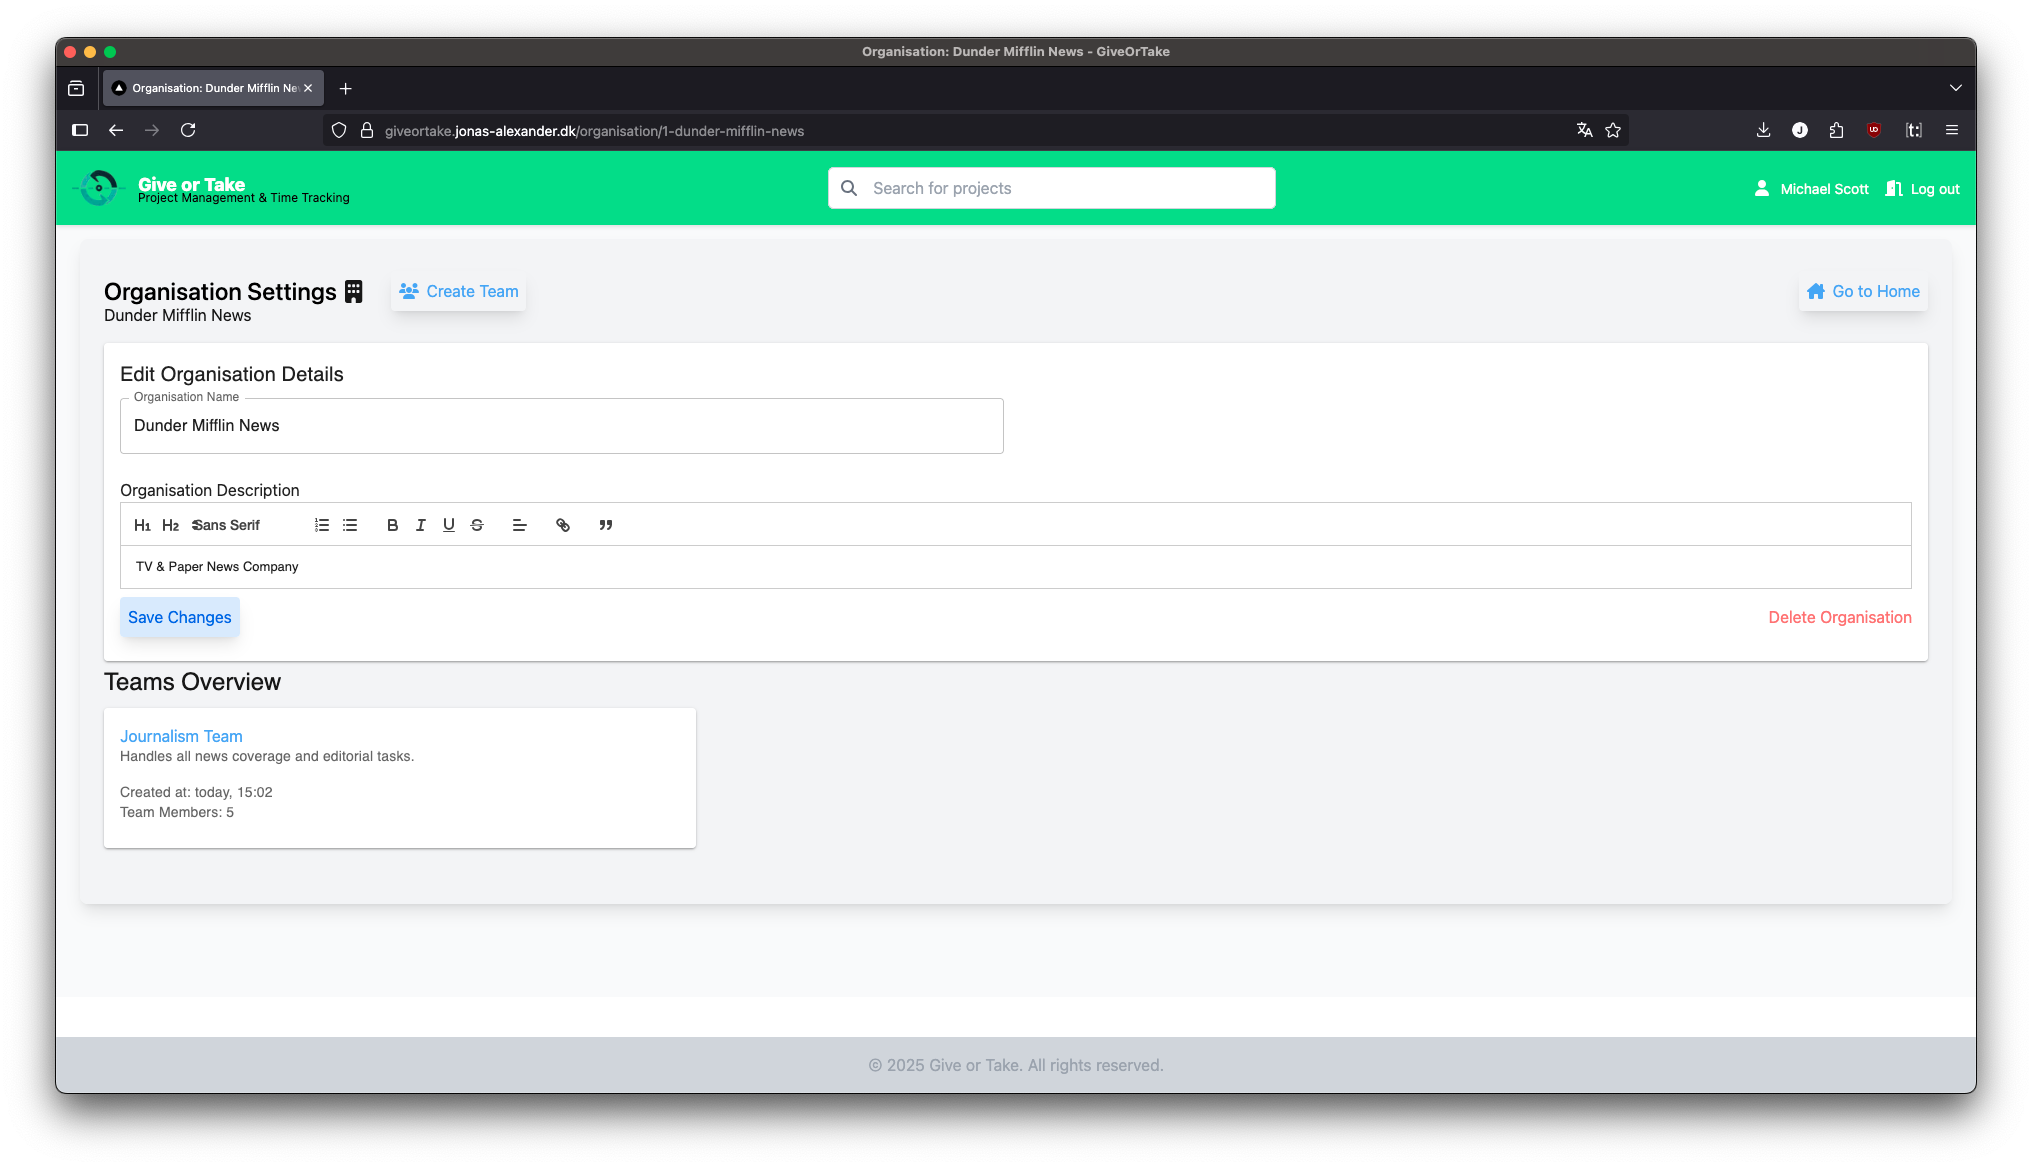 Organisation: Dunder Mifflin News - GiveOrTake
Organisation: Dunder Mifflin Ne
giveortake.jonas-alexander.dk/organisation/1-dunder-mifflin-news
Give or Take
Project Management & Time Tracking
Search for projects
Michael Scott
Log out
Organisation Settings
Create Team
Go to Home
Dunder Mifflin News
Edit Organisation Details
Organisation Name
Dunder Mifflin News
Organisation Description
H1 H2 Sans Serif
TV & Paper News Company
Save Changes
Delete Organisation
Teams Overview
Journalism Team
Handles all news coverage and editorial tasks.
Created at: today, 15:02
Team Members: 5
© 2025 Give or Take. All rights reserved.